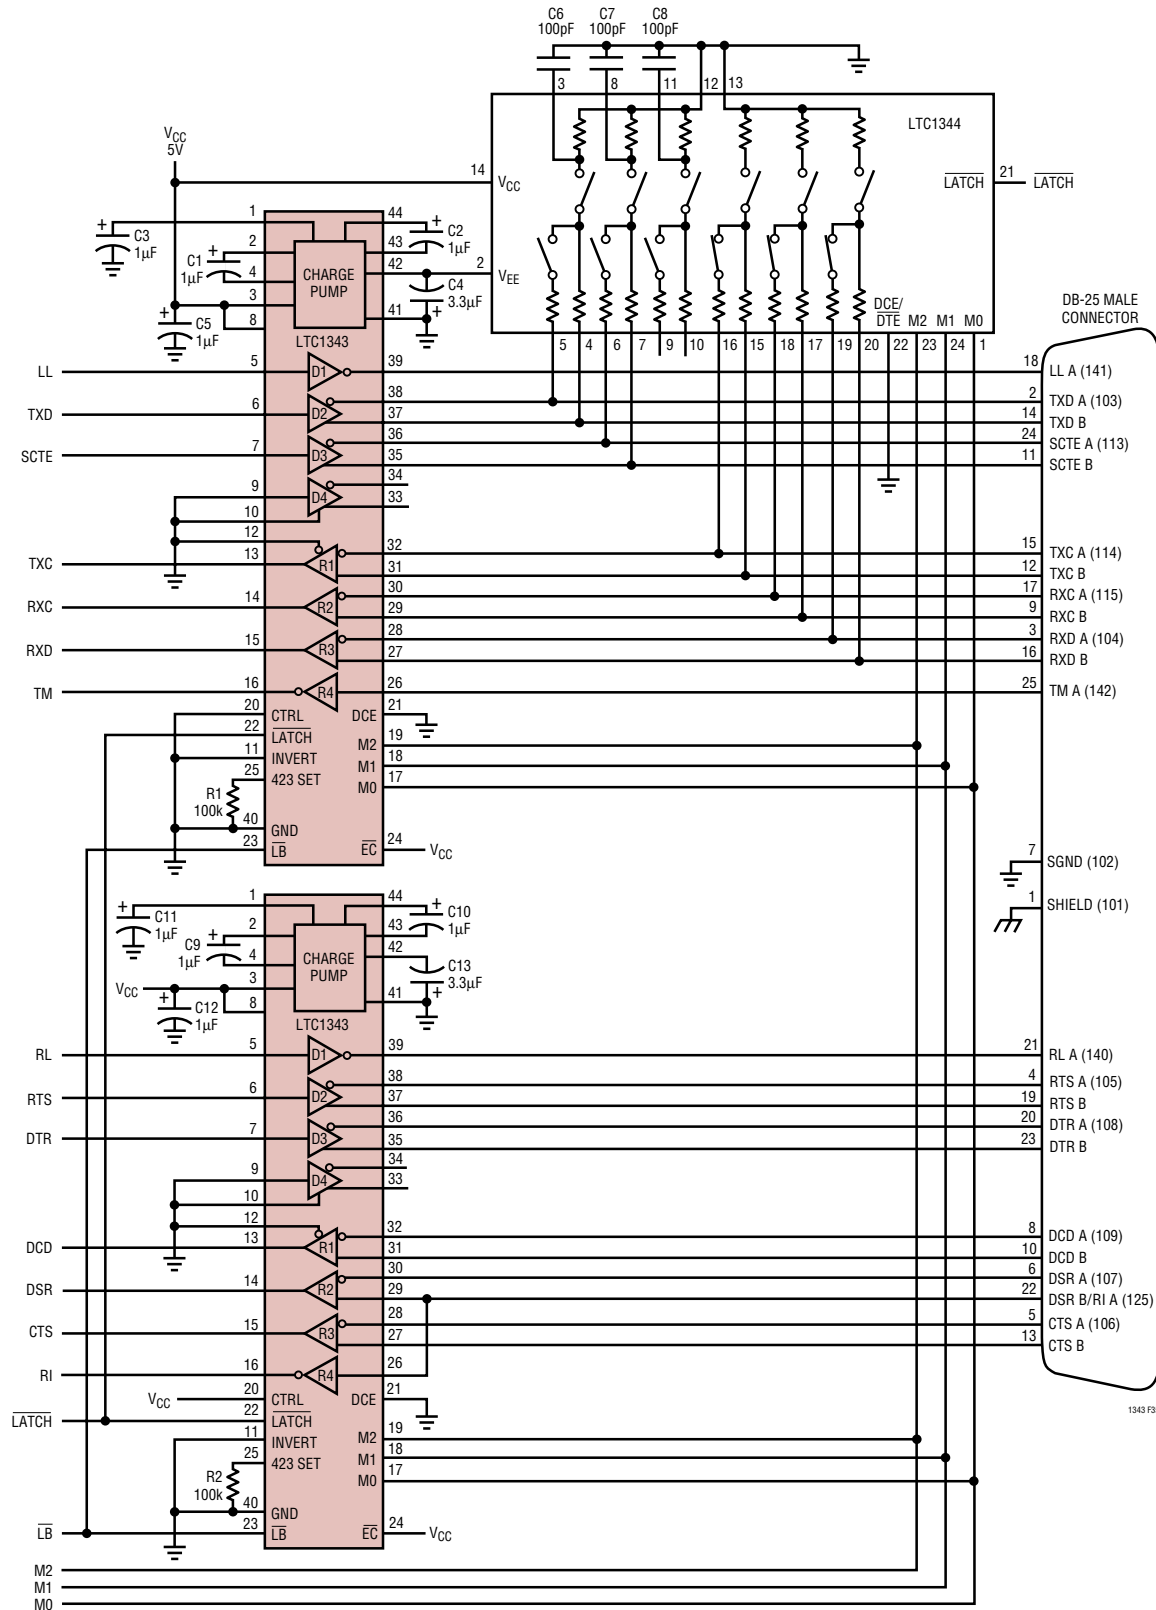 C6 C7 C8
100pF 100pF 100pF
3 8 11 12 13
LTC1344
VCC
5V
14 VCC
LATCH 21 LATCH
1 44
C3 1µF
C2 1µF
2 43
C1 1µF
42 2 VEE
4 CHARGE PUMP
C4 3.3µF
3 41
C5 1µF
8
LTC1343
DCE/DTE M2 M1 M0
5 4 6 7 9 10 16 15 18 17 19 20 22 23 24 1
DB-25 MALE
CONNECTOR
LL 5 D1 39 18 LL A (141)
38 2 TXD A (103)
TXD 6 D2 37 14 TXD B
36 24 SCTE A (113)
SCTE 7 D3 35 11 SCTE B
34
9 D4 33
10
12 32 15 TXC A (114)
TXC 13 R1 31 12 TXC B
30 17 RXC A (115)
RXC 14 R2 29 9 RXC B
28 3 RXD A (104)
RXD 15 R3 27 16 RXD B
TM 16 R4 26 25 TM A (142)
20 CTRL DCE 21
22 LATCH
M2 19
11 INVERT M1 18
25 423 SET M0 17
R1
100k
40 GND
23 LB EC 24 VCC
7 SGND (102)
1 SHIELD (101)
1 44
C11 1µF
C10 1µF
2 43
C9 1µF
42
4 CHARGE PUMP
C13 3.3µF
VCC 3 41
C12 1µF
8
LTC1343
RL 5 D1 39 21 RL A (140)
38 4 RTS A (105)
RTS 6 D2 37 19 RTS B
36 20 DTR A (108)
DTR 7 D3 35 23 DTR B
34
9 D4 33
10
12 32 8 DCD A (109)
DCD 13 R1 31 10 DCD B
30 6 DSR A (107)
DSR 14 R2 29 22 DSR B/RI A (125)
28 5 CTS A (106)
CTS 15 R3 27 13 CTS B
RI 16 R4 26
VCC 20 CTRL DCE 21
LATCH 22 LATCH
1343 F3
11 INVERT M2 19
M1 18
25 423 SET M0 17
R2
100k
40 GND
LB 23 LB EC 24 VCC
M2
M1
M0